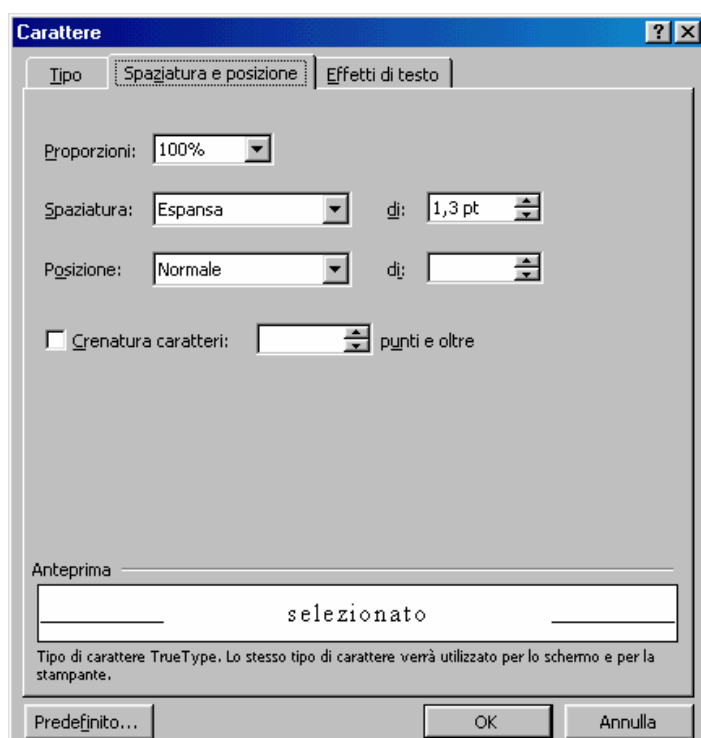 Carattere
Tipo Spaziatura e posizione Effetti di testo
Proporzioni: 100%
Spaziatura: Espansa di: 1,3 pt
Posizione: Normale di:
Crenatura caratteri: punti e oltre
Anteprima
selezionato
Tipo di carattere TrueType. Lo stesso tipo di carattere verrà utilizzato per lo schermo e per la
stampante.
Predefinito... OK Annulla